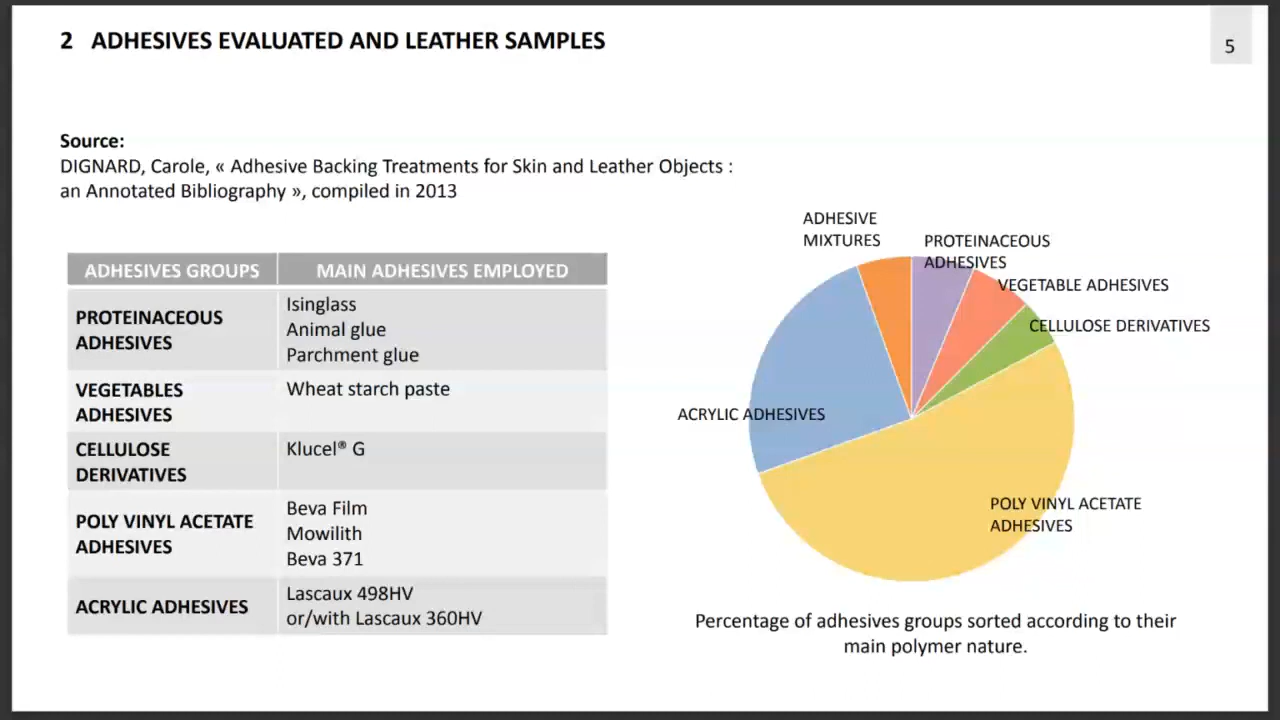 2 ADHESIVES EVALUATED AND LEATHER SAMPLES
5
Source:
DIGNARD, Carole, « Adhesive Backing Treatments for Skin and Leather Objects :
an Annotated Bibliography », compiled in 2013
ADHESIVES GROUPS
MAIN ADHESIVES EMPLOYED
PROTEINACEOUS
ADHESIVES
Isinglass
Animal glue
Parchment glue
VEGETABLES
ADHESIVES
Wheat starch paste
CELLULOSE
DERIVATIVES
Klucel® G
POLY VINYL ACETATE
ADHESIVES
Beva Film
Mowilith
Beva 371
ACRYLIC ADHESIVES
Lascaux 498HV
or/with Lascaux 360HV
ADHESIVE
MIXTURES
PROTEINACEOUS
ADHESIVES
VEGETABLE ADHESIVES
CELLULOSE DERIVATIVES
ACRYLIC ADHESIVES
POLY VINYL ACETATE
ADHESIVES
Percentage of adhesives groups sorted according to their
main polymer nature.